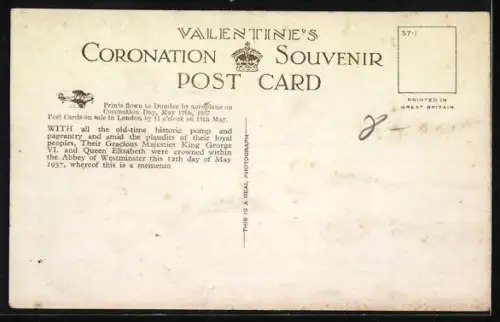 VALENTINE'S
CORONATION SOUVENIR
POST CARD
37-1
PRINTED IN
GREAT BRITAIN
Prints flown to Dundee by aeroplane on
Coronation Day, May 12th, 1937
Post Cards on sale in London by 11 o'clock on 13th May.
WITH all the old-time historic pomp and
pageantry and amid the plaudits of their loyal
peoples, Their Gracious Majesties King George
VI. and Queen Elizabeth were crowned within
the Abbey of Westminster this 12th day of May
1937, whereof this is a memento
THIS IS A REAL PHOTOGRAPH